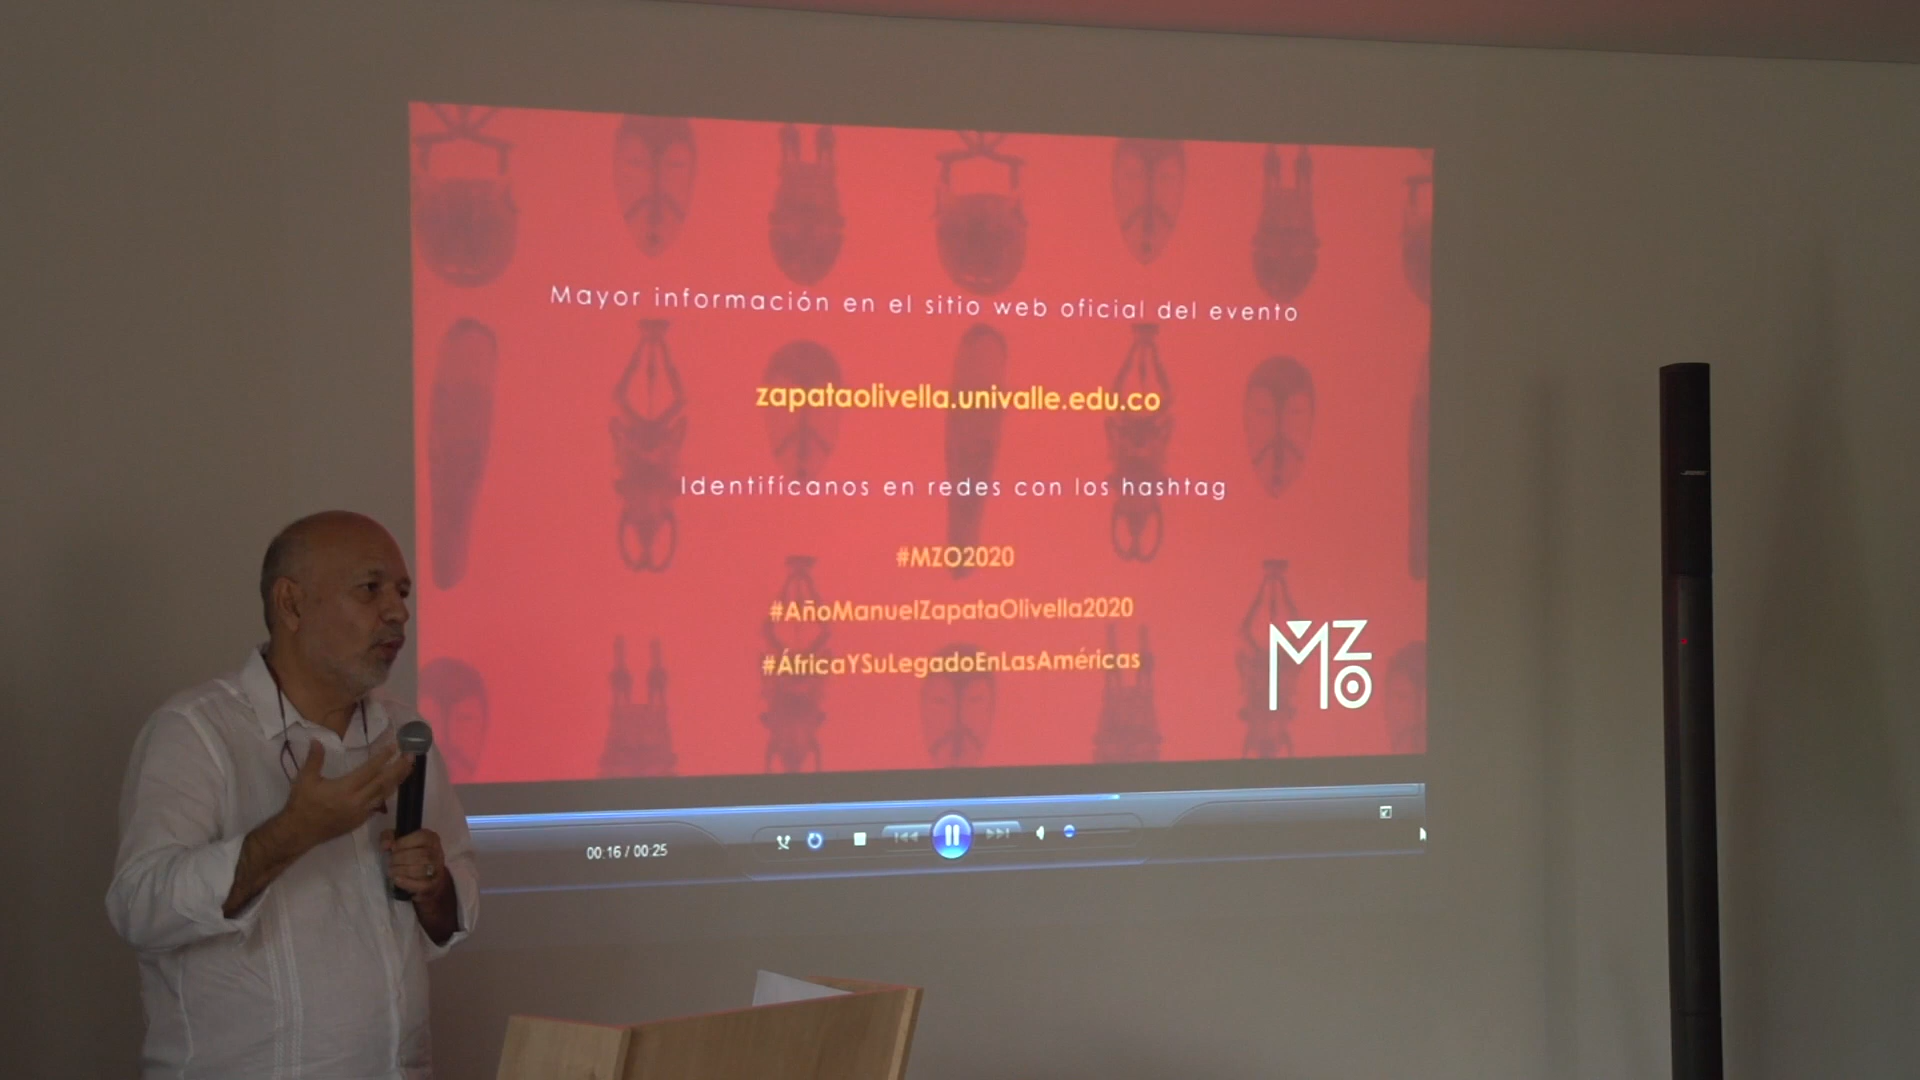 Mayor información en el sitio web oficial del evento
zapataolivella.univalle.edu.co
Identifícanos en redes con los hashtag
#MZO2020
#AñoManuelZapataOlivella2020
#ÁfricaYSuLegadoEnLasAméricas
MZO
00:16 / 00:25